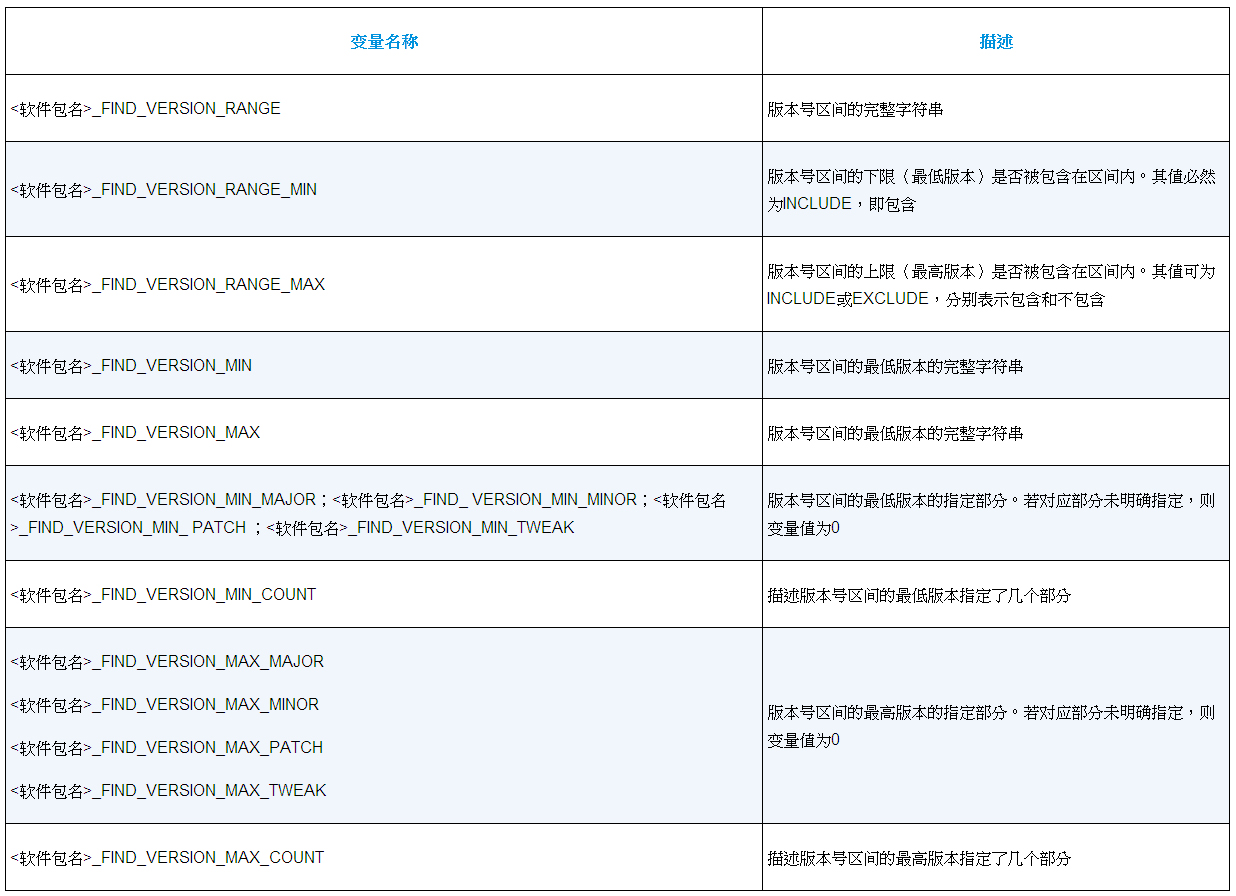 变量名称
描述
<软件包名>_FIND_VERSION_RANGE
版本号区间的完整字符串
<软件包名>_FIND_VERSION_RANGE_MIN
版本号区间的下限（最低版本）是否被包含在区间内。其值必然
为INCLUDE，即包含
<软件包名>_FIND_VERSION_RANGE_MAX
版本号区间的上限（最高版本）是否被包含在区间内。其值可为
INCLUDE或EXCLUDE，分别表示包含和不包含
<软件包名>_FIND_VERSION_MIN
版本号区间的最低版本的完整字符串
<软件包名>_FIND_VERSION_MAX
版本号区间的最低版本的完整字符串
<软件包名>_FIND_VERSION_MIN_MAJOR；<软件包名>_FIND_ VERSION_MIN_MINOR；<软件包名
>_FIND_VERSION_MIN_ PATCH ；<软件包名>_FIND_VERSION_MIN_TWEAK
版本号区间的最低版本的指定部分。若对应部分未明确指定，则
变量值为0
<软件包名>_FIND_VERSION_MIN_COUNT
描述版本号区间的最低版本指定了几个部分
<软件包名>_FIND_VERSION_MAX_MAJOR
<软件包名>_FIND_VERSION_MAX_MINOR
<软件包名>_FIND_VERSION_MAX_PATCH
<软件包名>_FIND_VERSION_MAX_TWEAK
版本号区间的最高版本的指定部分。若对应部分未明确指定，则
变量值为0
<软件包名>_FIND_VERSION_MAX_COUNT
描述版本号区间的最高版本指定了几个部分